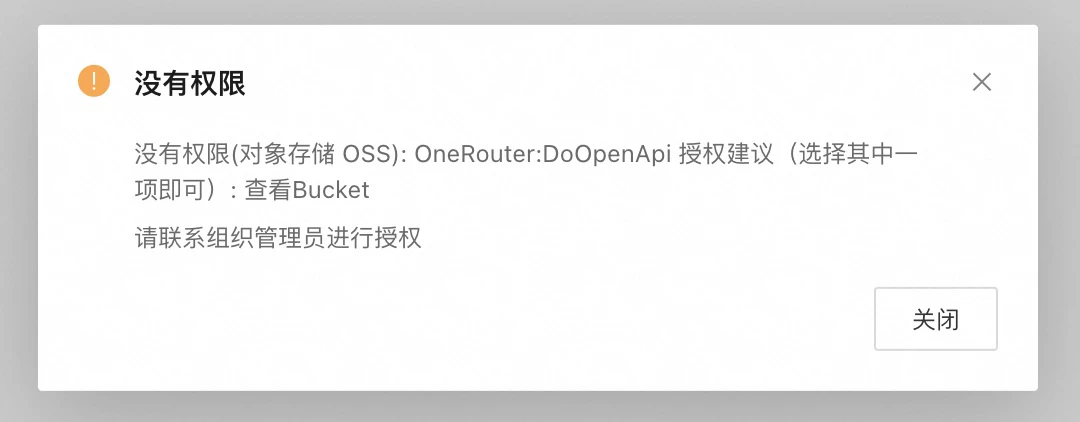 没有权限
没有权限(对象存储 OSS): OneRouter:DoOpenApi 授权建议（选择其中一
项即可）: 查看Bucket
请联系组织管理员进行授权
关闭